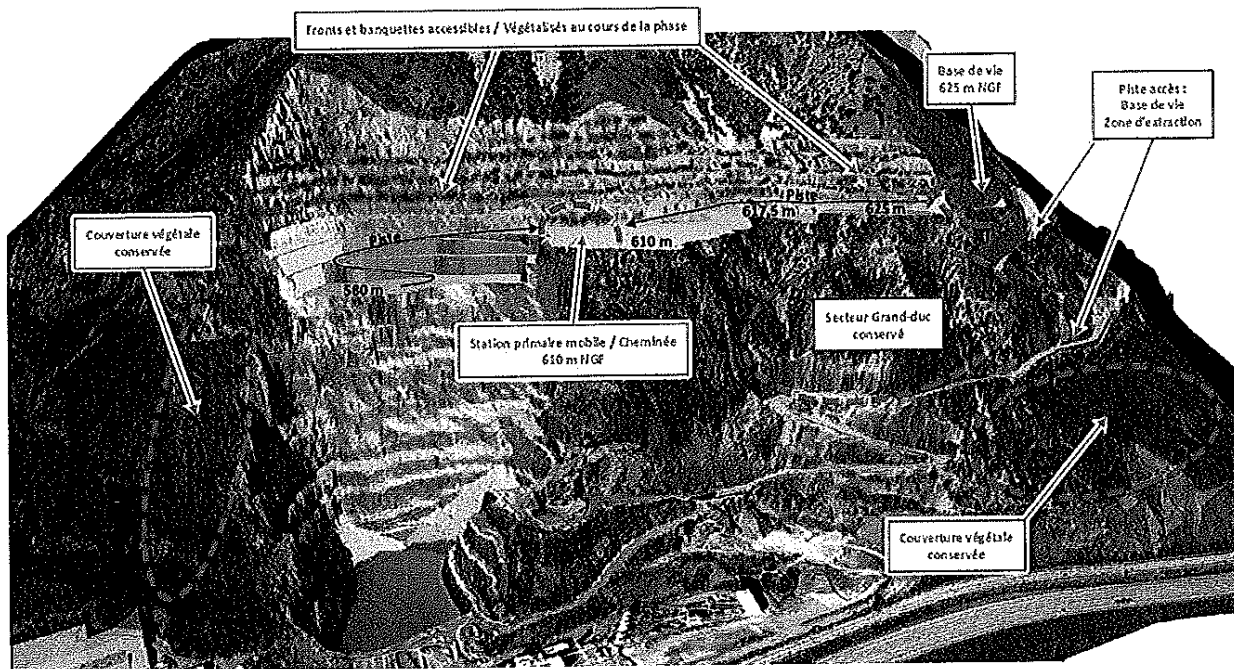 Fronts et banquettes accessibles / Végétalisés au cours de la phase
Base de vie
625 m NGF
Piste accès :
Base de vie
Zone d'extraction
Couverture végétale
conservée
Piste
617,5 m
625 m
Piste
610 m
580 m
Station primaire mobile / Cheminée
610 m NGF
Secteur Grand-duc
conservé
Couverture végétale
conservée